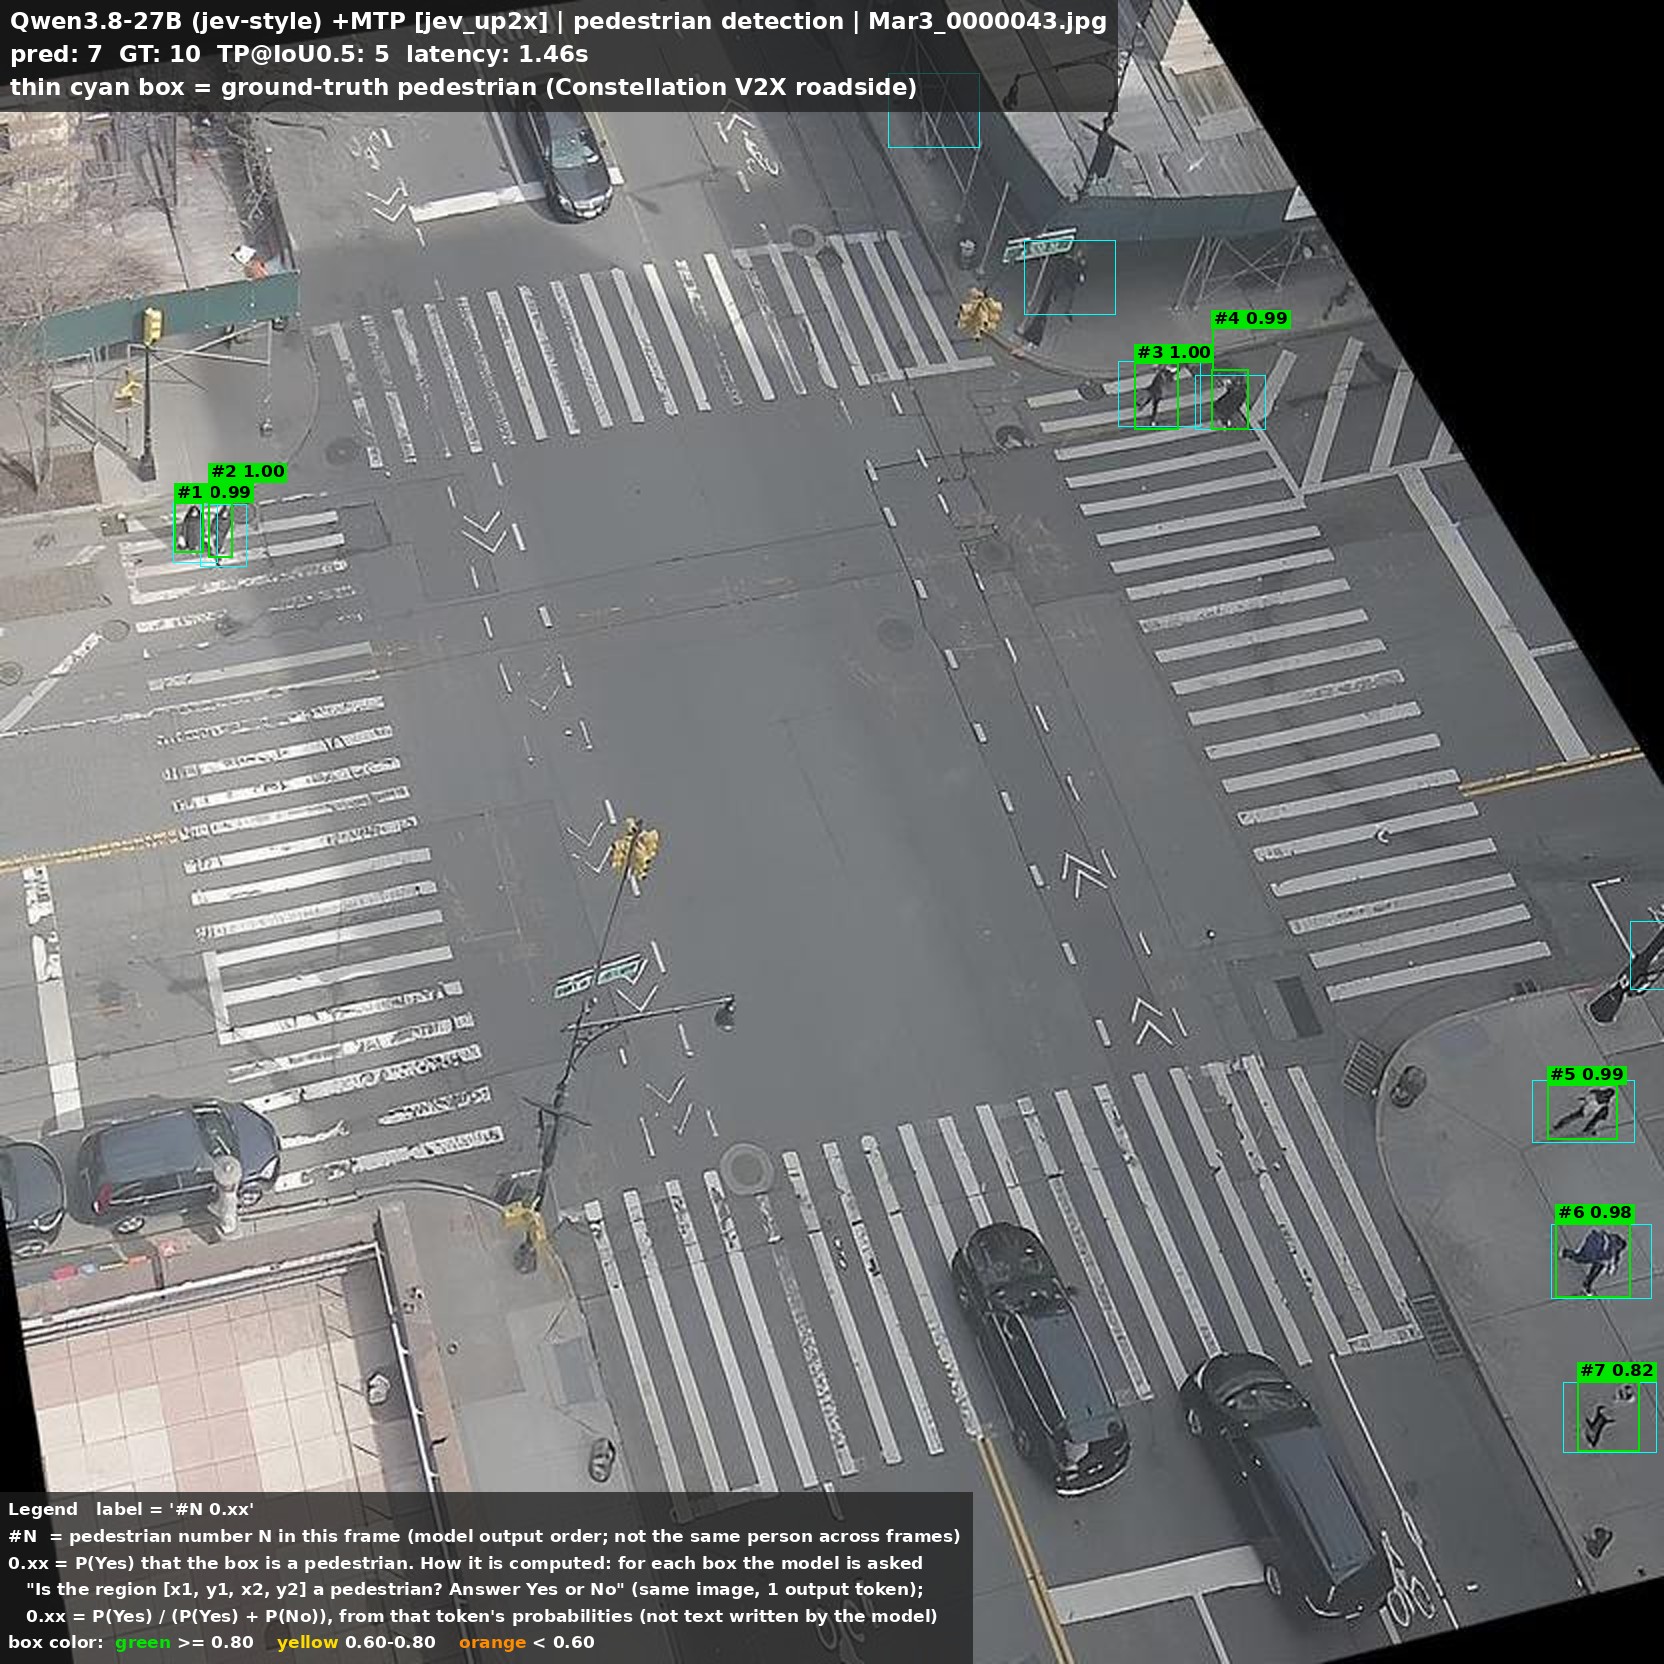 Qwen3.8-27B (jev-style) +MTP [jev_up2x] | pedestrian detection | Mar3_0000043.jpg
pred: 7  GT: 10  TP@IoU0.5: 5  latency: 1.46s
thin cyan box = ground-truth pedestrian (Constellation V2X roadside)
#4 0.99
#3 1.00
#2 1.00
#1 0.99
#5 0.99
#6 0.98
#7 0.82
Legend   label = '#N 0.xx'
#N  = pedestrian number N in this frame (model output order; not the same person across frames)
0.xx = P(Yes) that the box is a pedestrian. How it is computed: for each box the model is asked
"Is the region [x1, y1, x2, y2] a pedestrian? Answer Yes or No" (same image, 1 output token);
0.xx = P(Yes) / (P(Yes) + P(No)), from that token's probabilities (not text written by the model)
box color:  green >= 0.80    yellow 0.60-0.80    orange < 0.60